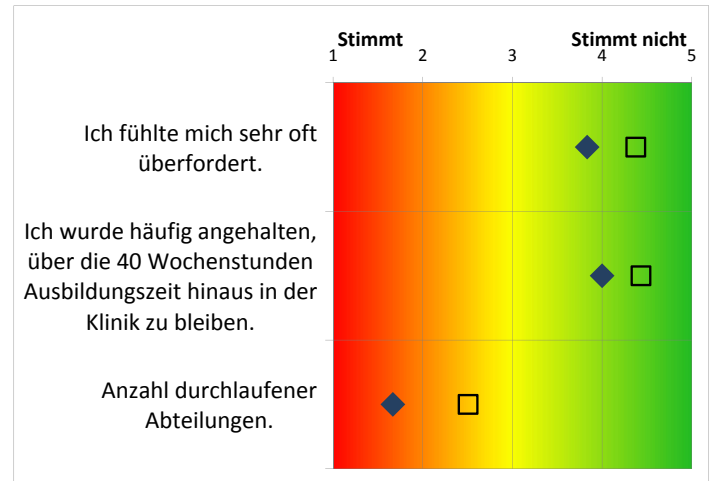 Stimmt Stimmt nicht
1 2 3 4 5
Ich fühlte mich sehr oft
überfordert.
Ich wurde häufig angehalten,
über die 40 Wochenstunden
Ausbildungszeit hinaus in der
Klinik zu bleiben.
Anzahl durchlaufener
Abteilungen.